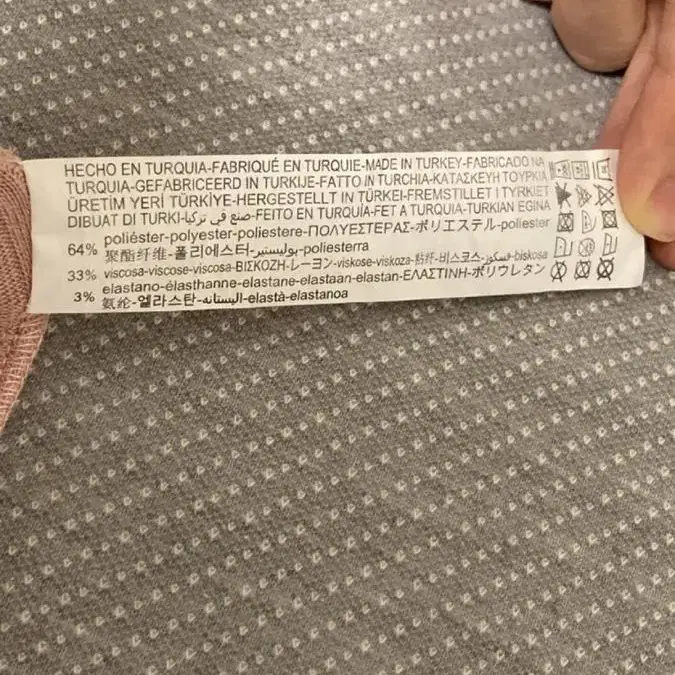 HECHO EN TURQUIA-FABRIQUÉ EN TURQUIE-MADE IN TURKEY-FABRICADO NA
TURQUIA-GEFABRICEERD IN TURKIJE-FATTO IN TURCHIA-ΚΑΤΑΣΚΕΥΗ ΤΟΥΡΚΙΑ
ÜRETİM YERİ TÜRKİYE-HERGESTELLT IN TÜRKEI-FREMSTILLET I TYRKIET
DIBUAT DI TURKI-صنع في تركيا-FEITO EN TURQUÍA-FET A TURQUIA-TURKIAN EGINA
64% poliéster-polyester-poliestere-ΠΟΛΥΕΣΤΕΡΑΣ-ポリエステル-poliester
聚酯纤维-폴리에스터-بوليستير-poliesterra
33% viscosa-viscose-viscosa-ΒΙΣΚΟΖΗ-レーヨン-viskose-viskoza-粘纤-비스코스-فسكوز-biskosa
3% elastano-élasthanne-elastane-elastaan-elastan-ΕΛΑΣΤΙΝΗ-ポリウレタン
氨纶-엘라스탄-اليستانه-elastà-elastanoa